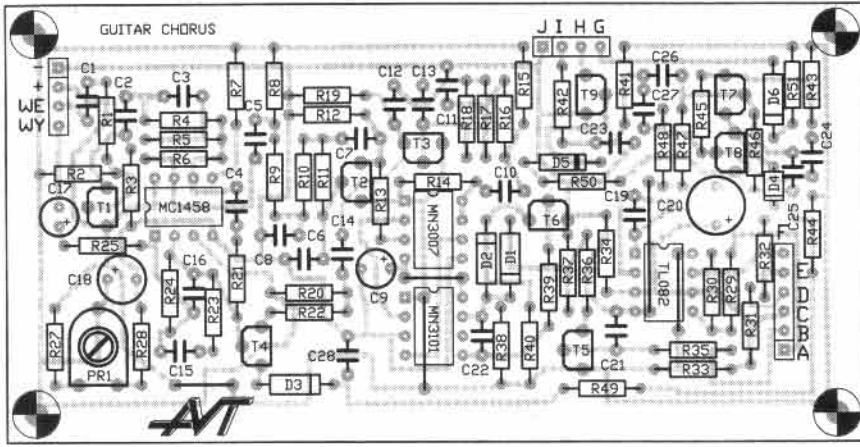 GUITAR CHORUS
J I H G
-
+
WE
WY
C1
C2
C3
R1
R4
R5
R6
R2
R3
C17
T1
MC1458
C4
R25
C18
R24
C16
R23
R21
R27
PR1
R28
C15
AVT
R7
R8
C5
R19
R12
C12
C13
C11
R18
R17
R16
R15
C7
T3
R9
R10
R11
T2
R13
R14
C10
MN3007
C6
C8
C14
C9
R20
R22
T4
C28
D3
MN3101
D2
D1
C22
R38
R40
R42
T9
R41
C26
C27
R45
T7
D6
R51
R43
C23
R48
R47
T8
R46
C24
D5
R50
D4
C25
C19
C20
R44
T6
R39
R37
R36
R34
TL082
R30
R29
R32
R31
F
E
D
C
B
A
T5
C21
R35
R33
R49